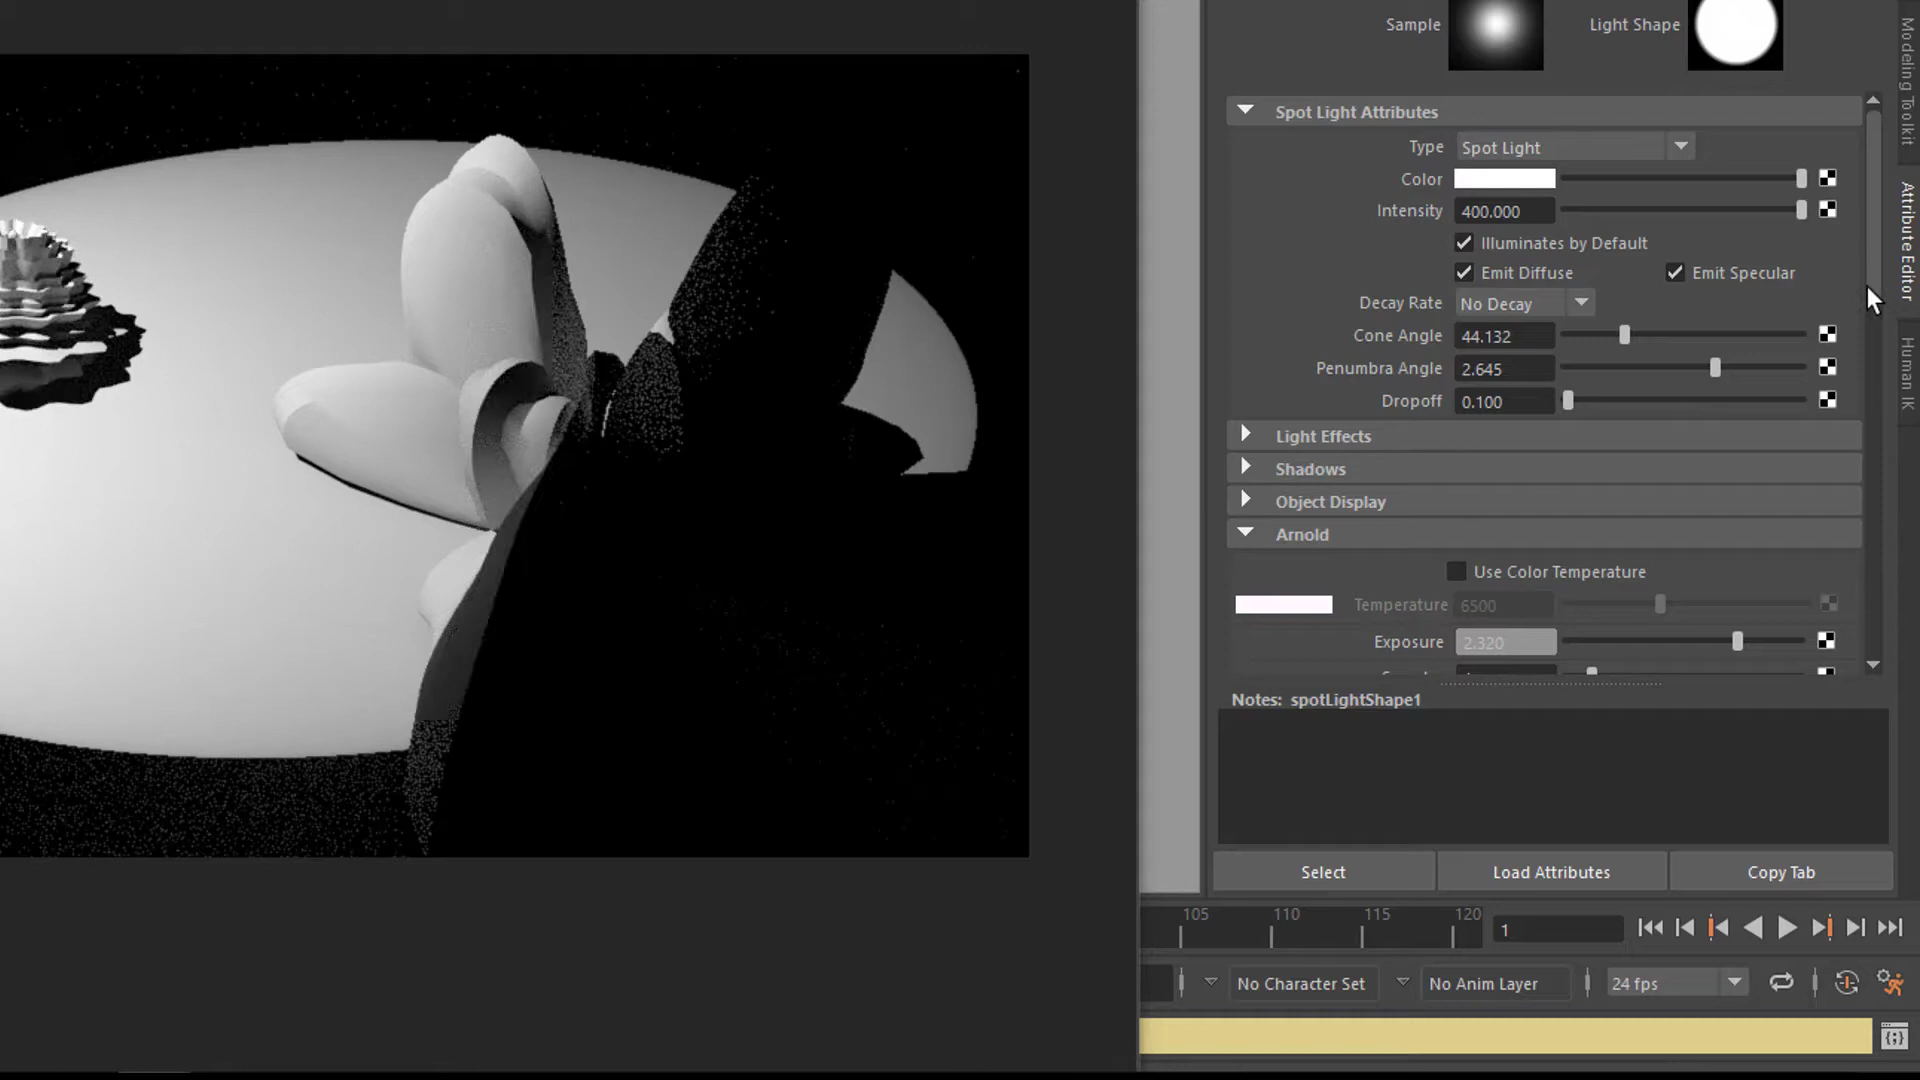 Sample
Light Shape
Spot Light Attributes
Type Spot Light
Color
Intensity 400.000
Illuminates by Default
Emit Diffuse Emit Specular
Decay Rate No Decay
Cone Angle 44.132
Penumbra Angle 2.645
Dropoff 0.100
Light Effects
Shadows
Object Display
Arnold
Use Color Temperature
Temperature 6500
Exposure 2.320
Notes: spotLightShape1
Select Load Attributes Copy Tab
105 110 115 120 1
No Character Set No Anim Layer 24 fps
Modeling Toolkit
Attribute Editor
Human IK